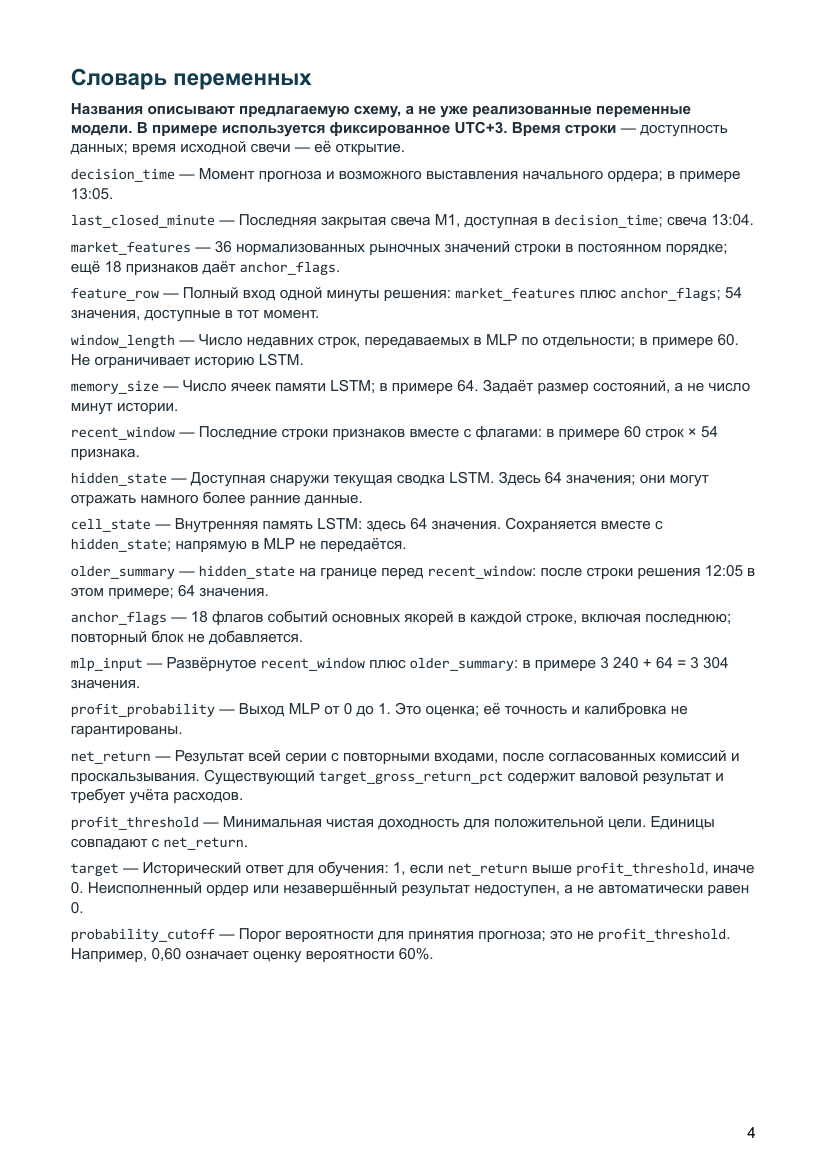 Словарь переменных
Названия описывают предлагаемую схему, а не уже реализованные переменные
модели. В примере используется фиксированное UTC+3. Время строки — доступность
данных; время исходной свечи — её открытие.
decision_time — Момент прогноза и возможного выставления начального ордера; в примере
13:05.
last_closed_minute — Последняя закрытая свеча M1, доступная в decision_time; свеча 13:04.
market_features — 36 нормализованных рыночных значений строки в постоянном порядке;
ещё 18 признаков даёт anchor_flags.
feature_row — Полный вход одной минуты решения: market_features плюс anchor_flags; 54
значения, доступные в тот момент.
window_length — Число недавних строк, передаваемых в MLP по отдельности; в примере 60.
Не ограничивает историю LSTM.
memory_size — Число ячеек памяти LSTM; в примере 64. Задаёт размер состояний, а не число
минут истории.
recent_window — Последние строки признаков вместе с флагами: в примере 60 строк × 54
признака.
hidden_state — Доступная снаружи текущая сводка LSTM. Здесь 64 значения; они могут
отражать намного более ранние данные.
cell_state — Внутренняя память LSTM: здесь 64 значения. Сохраняется вместе с
hidden_state; напрямую в MLP не передаётся.
older_summary — hidden_state на границе перед recent_window: после строки решения 12:05 в
этом примере; 64 значения.
anchor_flags — 18 флагов событий основных якорей в каждой строке, включая последнюю;
повторный блок не добавляется.
mlp_input — Развёрнутое recent_window плюс older_summary: в примере 3 240 + 64 = 3 304
значения.
profit_probability — Выход MLP от 0 до 1. Это оценка; её точность и калибровка не
гарантированы.
net_return — Результат всей серии с повторными входами, после согласованных комиссий и
проскальзывания. Существующий target_gross_return_pct содержит валовой результат и
требует учёта расходов.
profit_threshold — Минимальная чистая доходность для положительной цели. Единицы
совпадают с net_return.
target — Исторический ответ для обучения: 1, если net_return выше profit_threshold, иначе
0. Неисполненный ордер или незавершённый результат недоступен, а не автоматически равен
0.
probability_cutoff — Порог вероятности для принятия прогноза; это не profit_threshold.
Например, 0,60 означает оценку вероятности 60%.
4